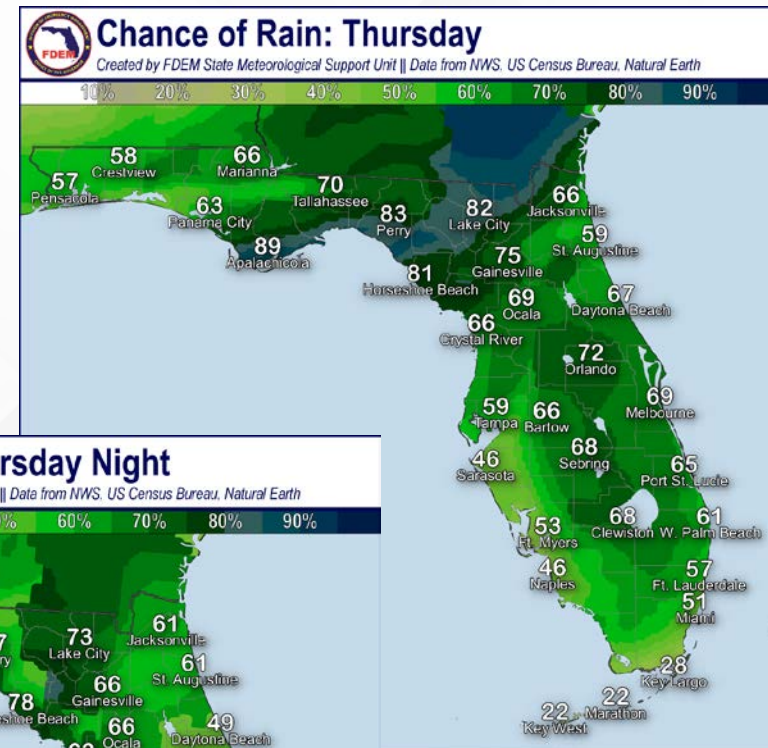 FDEM
Chance of Rain: Thursday
Created by FDEM State Meteorological Support Unit || Data from NWS, US Census Bureau, Natural Earth
10% 20% 30% 40% 50% 60% 70% 80% 90%
58
Crestview
66
Marianna
57
Pensacola
63
Panama City
70
Tallahassee
89
Apalachicola
83
Perry
82
Lake City
66
Jacksonville
59
St. Augustine
75
Gainesville
81
Horseshoe Beach
69
Ocala
67
Daytona Beach
66
Crystal River
72
Orlando
59
Tampa
66
Bartow
69
Melbourne
46
Sarasota
68
Sebring
65
Port St. Lucie
53
Ft. Myers
68
Clewiston
61
W. Palm Beach
46
Naples
57
Ft. Lauderdale
51
Miami
28
Key Largo
22
Marathon
22
Key West
rsday Night
|| Data from NWS, US Census Bureau, Natural Earth
% 60% 70% 80% 90%
7
ry
73
Lake City
61
Jacksonville
61
St. Augustine
66
Gainesville
78
shoe Beach
66
Ocala
49
Daytona Beach